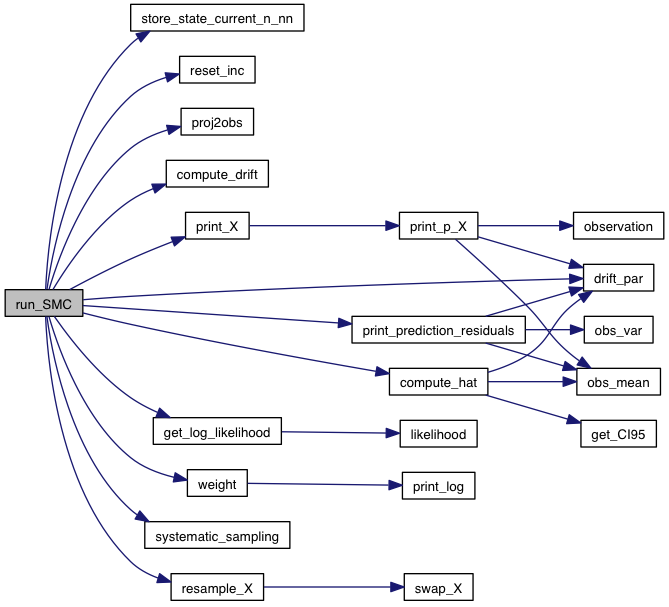 store_state_current_n_nn
reset_inc
proj2obs
compute_drift
print_X
print_p_X
observation
drift_par
run_SMC
print_prediction_residuals
obs_var
compute_hat
obs_mean
get_log_likelihood
likelihood
get_CI95
weight
print_log
systematic_sampling
resample_X
swap_X